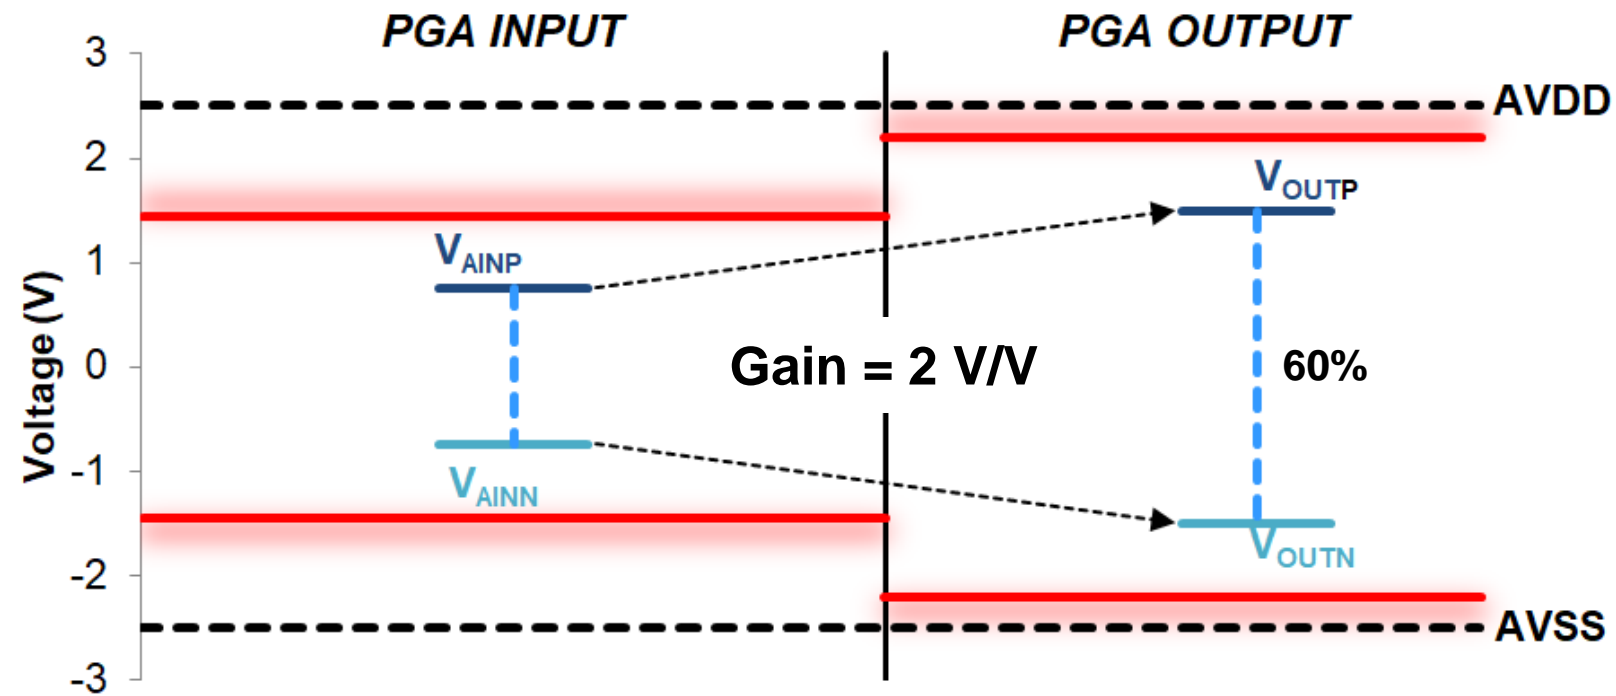 PGA INPUT
PGA OUTPUT
Voltage (V)
3
2
1
0
-1
-2
-3
AVDD
VOUTP
VAINP
Gain = 2 V/V
60%
VAINN
VOUTN
AVSS